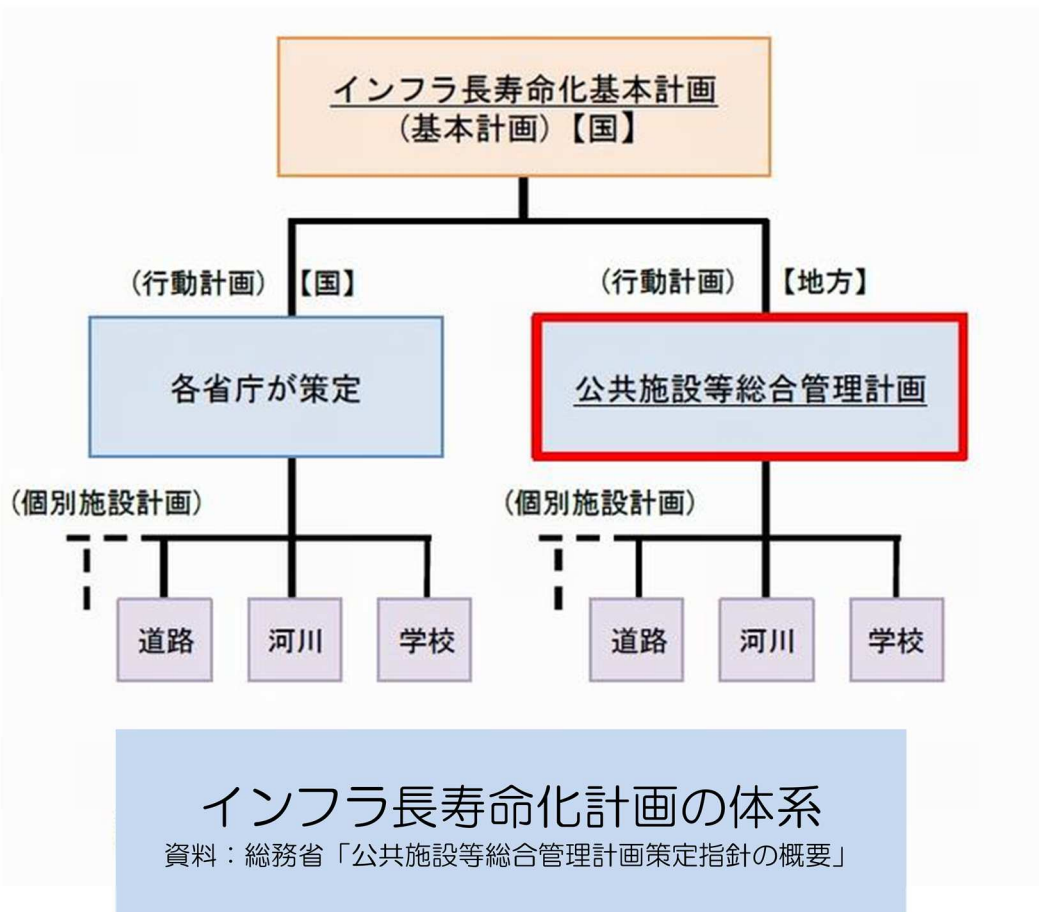 インフラ長寿命化基本計画
(基本計画)【国】
(行動計画)【国】
(行動計画)【地方】
各省庁が策定
公共施設等総合管理計画
(個別施設計画)
(個別施設計画)
道路
河川
学校
道路
河川
学校
インフラ長寿命化計画の体系
資料：総務省「公共施設等総合管理計画策定指針の概要」